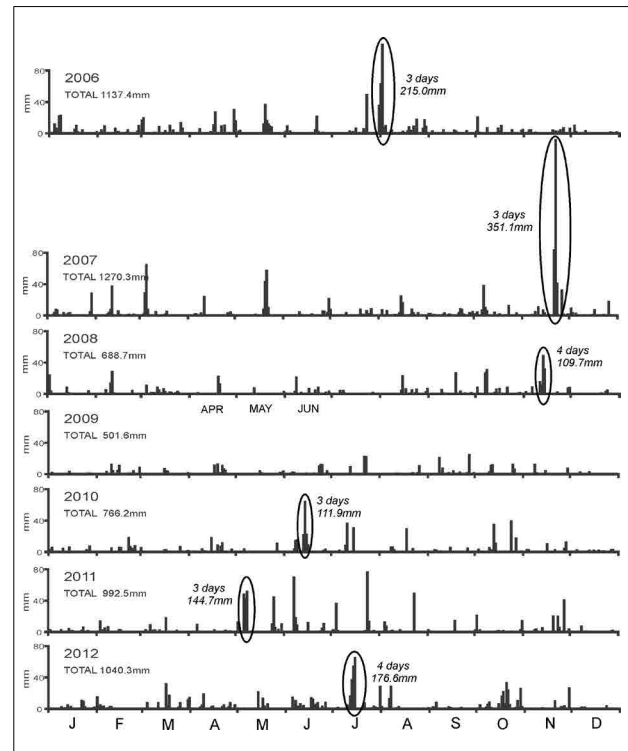 80
40
0
mm
2006
TOTAL 1137.4mm
3 days
215.0mm
80
40
0
mm
2007
TOTAL 1270.3mm
3 days
351.1mm
80
40
0
mm
2008
TOTAL 688.7mm
4 days
109.7mm
APR MAY JUN
80
40
0
mm
2009
TOTAL 501.6mm
80
40
0
mm
2010
TOTAL 766.2mm
3 days
111.9mm
80
40
0
mm
2011
TOTAL 992.5mm
3 days
144.7mm
80
40
0
mm
2012
TOTAL 1040.3mm
4 days
176.6mm
J F M A M J J A S O N D